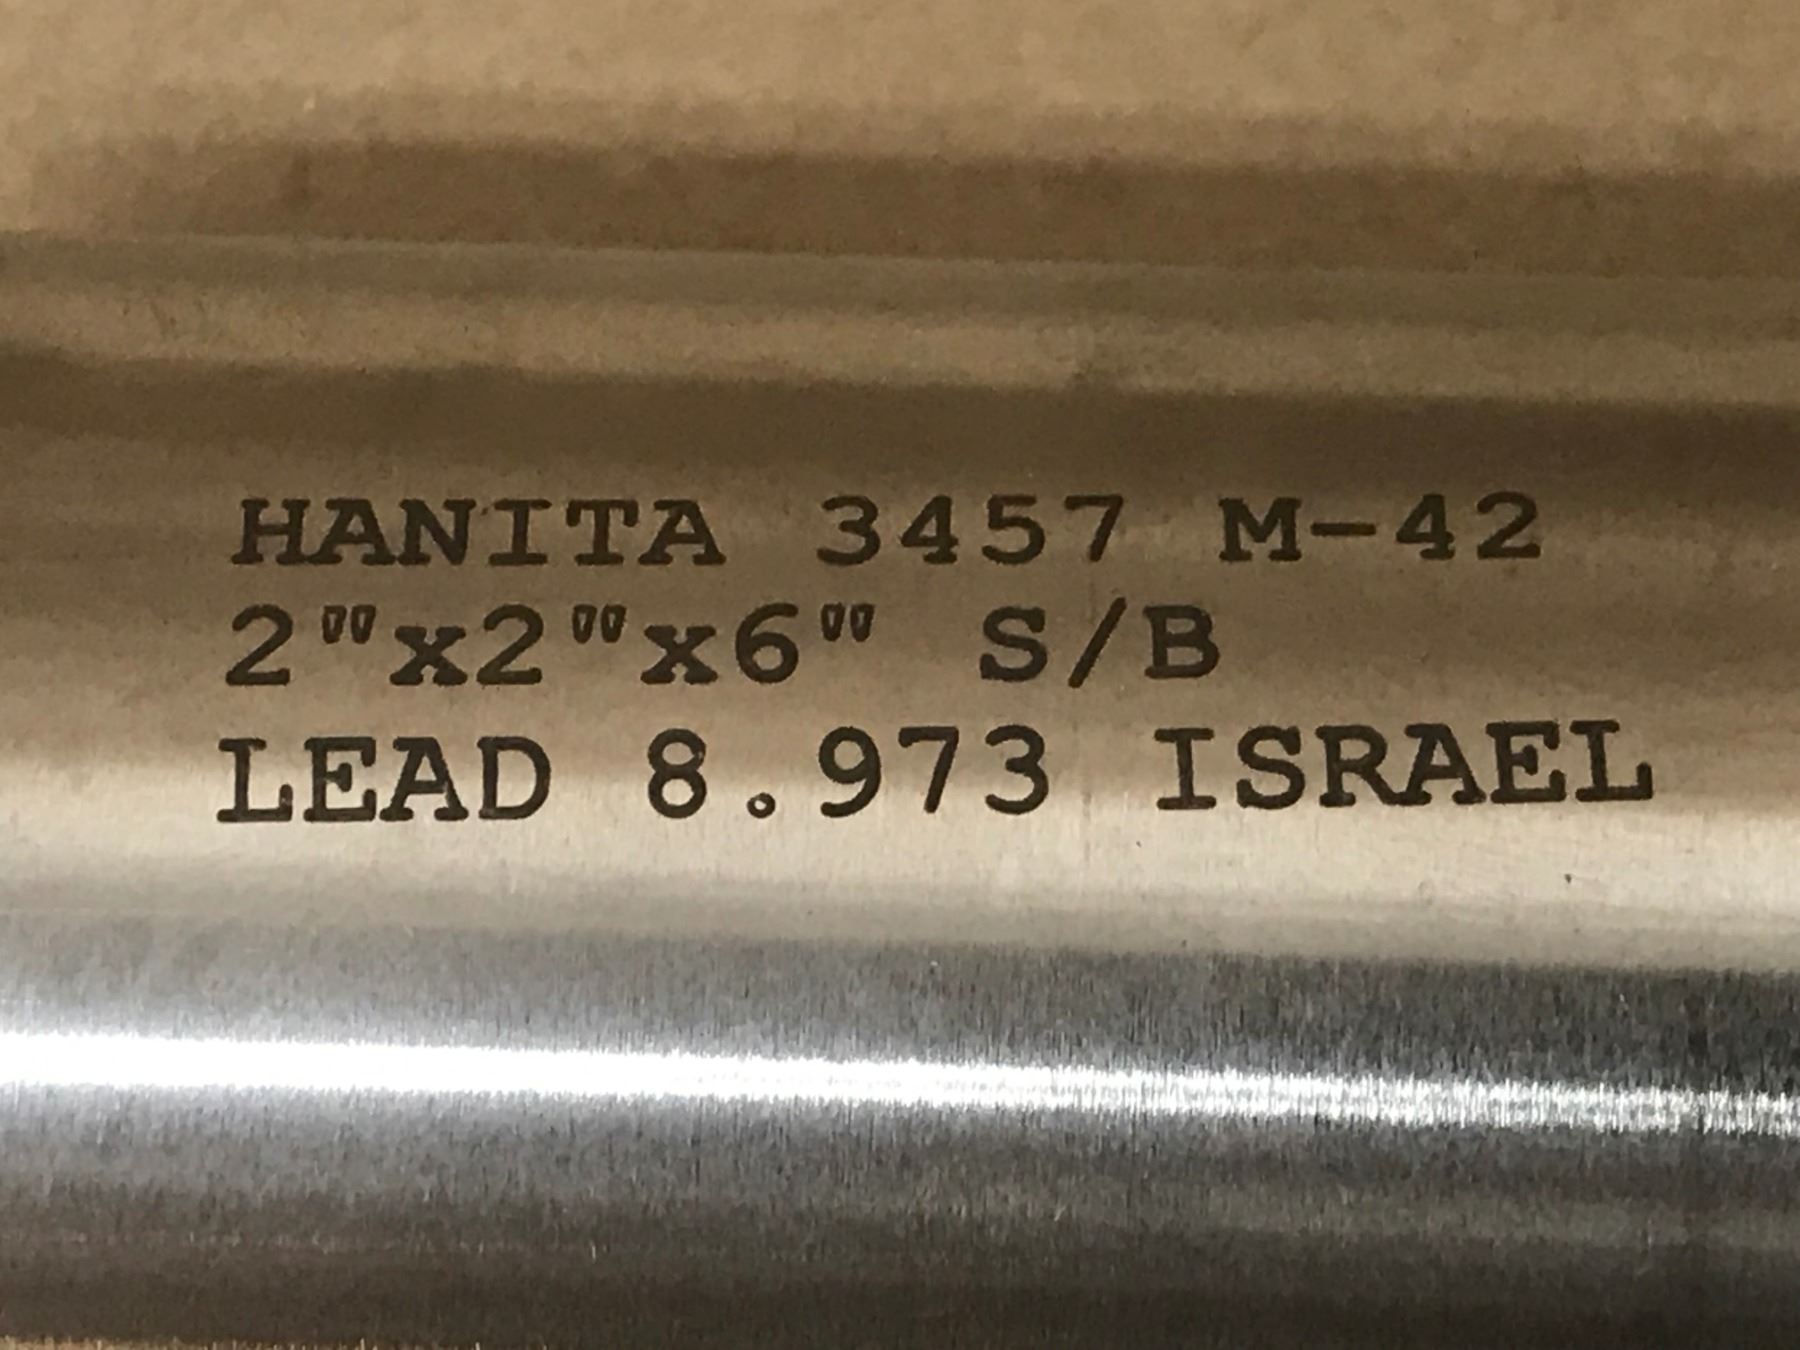 HANITA 3457 M-42
2"x2"x6" S/B
LEAD 8.973 ISRAEL